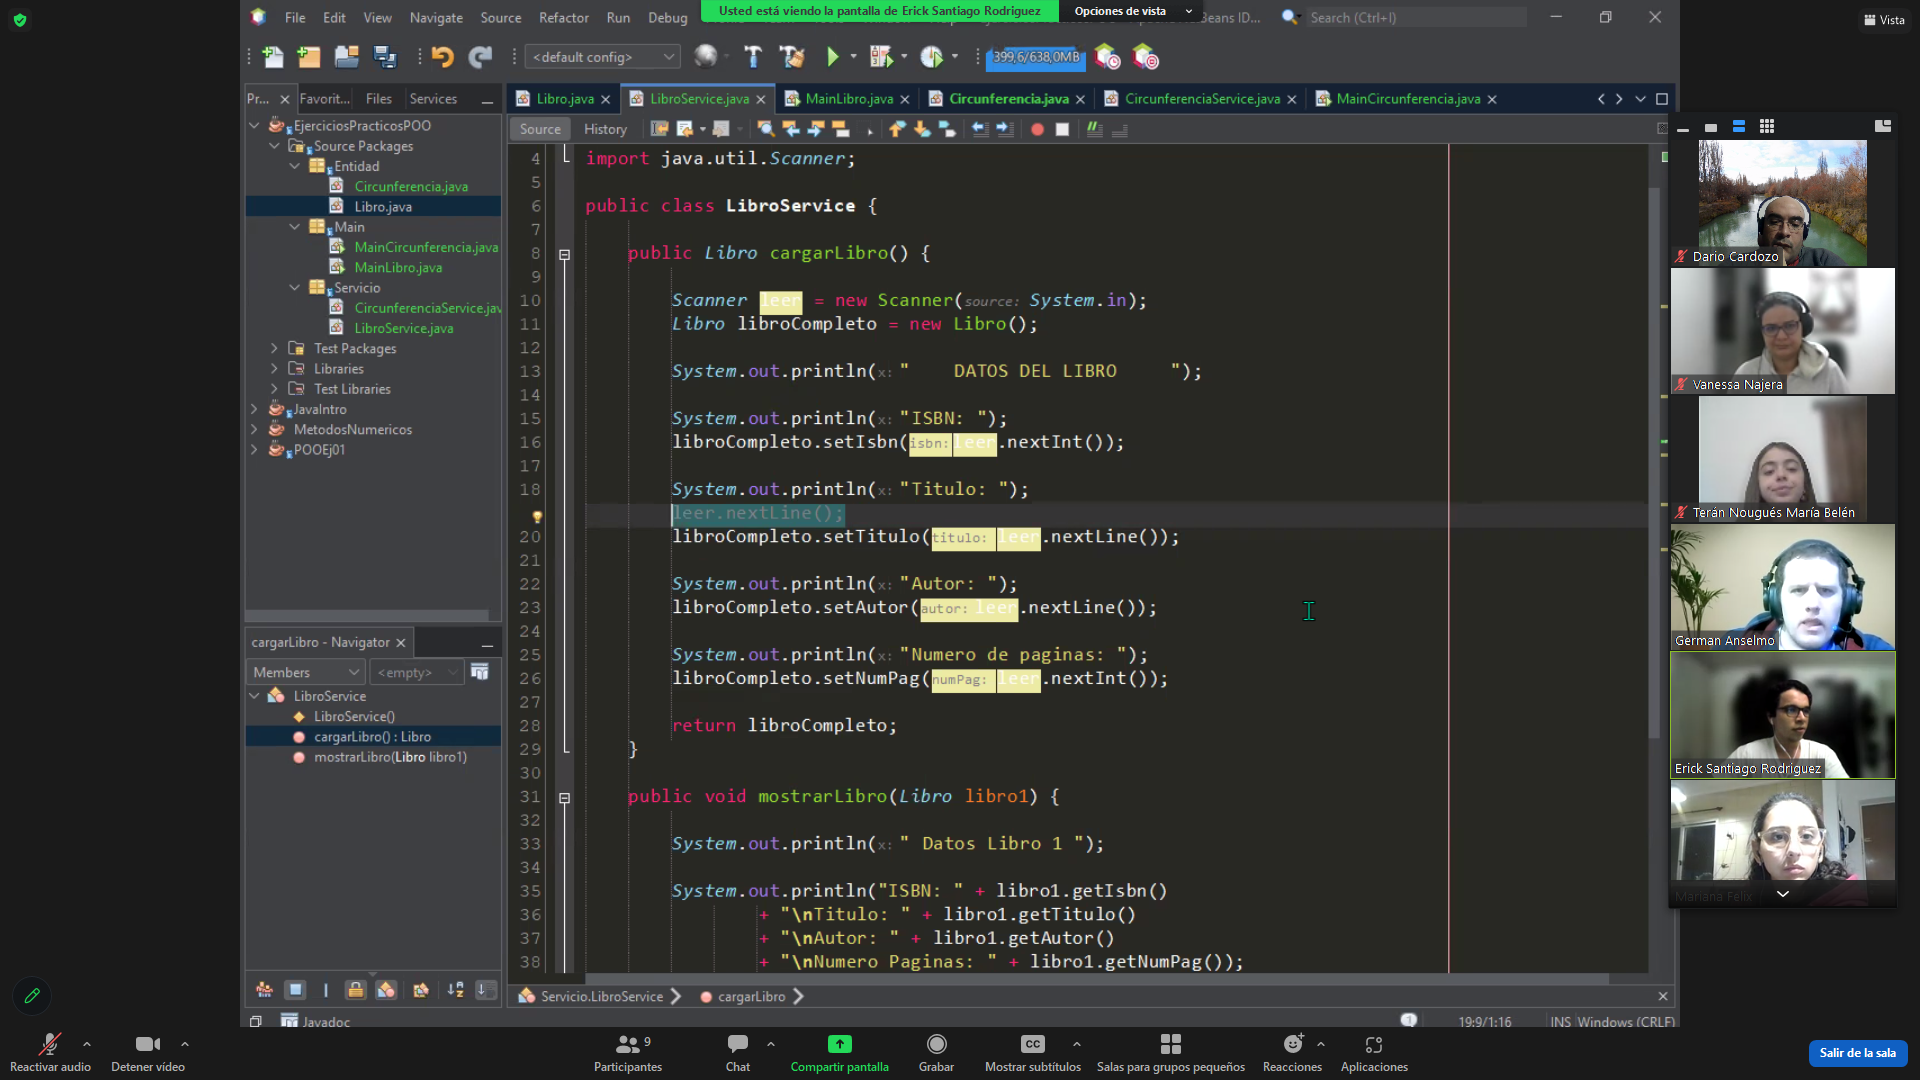 Usted está viendo la pantalla de Erick Santiago Rodriguez
Opciones de vista
Vista
File Edit View Navigate Source Refactor Run Debug
Beans ID...
Search (Ctrl+I)
<default config>
399,6/638,0MB
Pr... Favorit... Files Services
Libro.java LibroService.java MainLibro.java Circunferencia.java CircunferenciaService.java MainCircunferencia.java
Source History
EjerciciosPracticosPOO
Source Packages
Entidad
Circunferencia.java
Libro.java
Main
MainCircunferencia.java
MainLibro.java
Servicio
CircunferenciaService.jav
LibroService.java
Test Packages
Libraries
Test Libraries
JavaIntro
MetodosNumericos
POOEj01
cargarLibro - Navigator
Members
<empty>
LibroService
LibroService()
cargarLibro() : Libro
mostrarLibro(Libro libro1)
4 import java.util.Scanner;
5
6 public class LibroService {
7
8 public Libro cargarLibro() {
9
10 Scanner leer = new Scanner(source: System.in);
11 Libro libroCompleto = new Libro();
12
13 System.out.println(x: "    DATOS DEL LIBRO     ");
14
15 System.out.println(x: "ISBN: ");
16 libroCompleto.setIsbn(isbn: leer.nextInt());
17
18 System.out.println(x: "Titulo: ");
leer.nextLine();
20 libroCompleto.setTitulo(titulo: leer.nextLine());
21
22 System.out.println(x: "Autor: ");
23 libroCompleto.setAutor(autor: leer.nextLine());
24
25 System.out.println(x: "Numero de paginas: ");
26 libroCompleto.setNumPag(numPag: leer.nextInt());
27
28 return libroCompleto;
29 }
30
31 public void mostrarLibro(Libro libro1) {
32
33 System.out.println(x: " Datos Libro 1 ");
34
35 System.out.println("ISBN: " + libro1.getIsbn()
36 + "\nTitulo: " + libro1.getTitulo()
37 + "\nAutor: " + libro1.getAutor()
38 + "\nNumero Paginas: " + libro1.getNumPag());
Servicio.LibroService cargarLibro
Javadoc
1
19:9/1:16 INS Windows (CRLF)
Dario Cardozo
Vanessa Najera
Terán Nougués María Belén
German Anselmo
Erick Santiago Rodriguez
Mariana Felix
Reactivar audio
Detener vídeo
9
Participantes
Chat
Compartir pantalla
Grabar
CC
Mostrar subtítulos
Salas para grupos pequeños
Reacciones
Aplicaciones
Salir de la sala